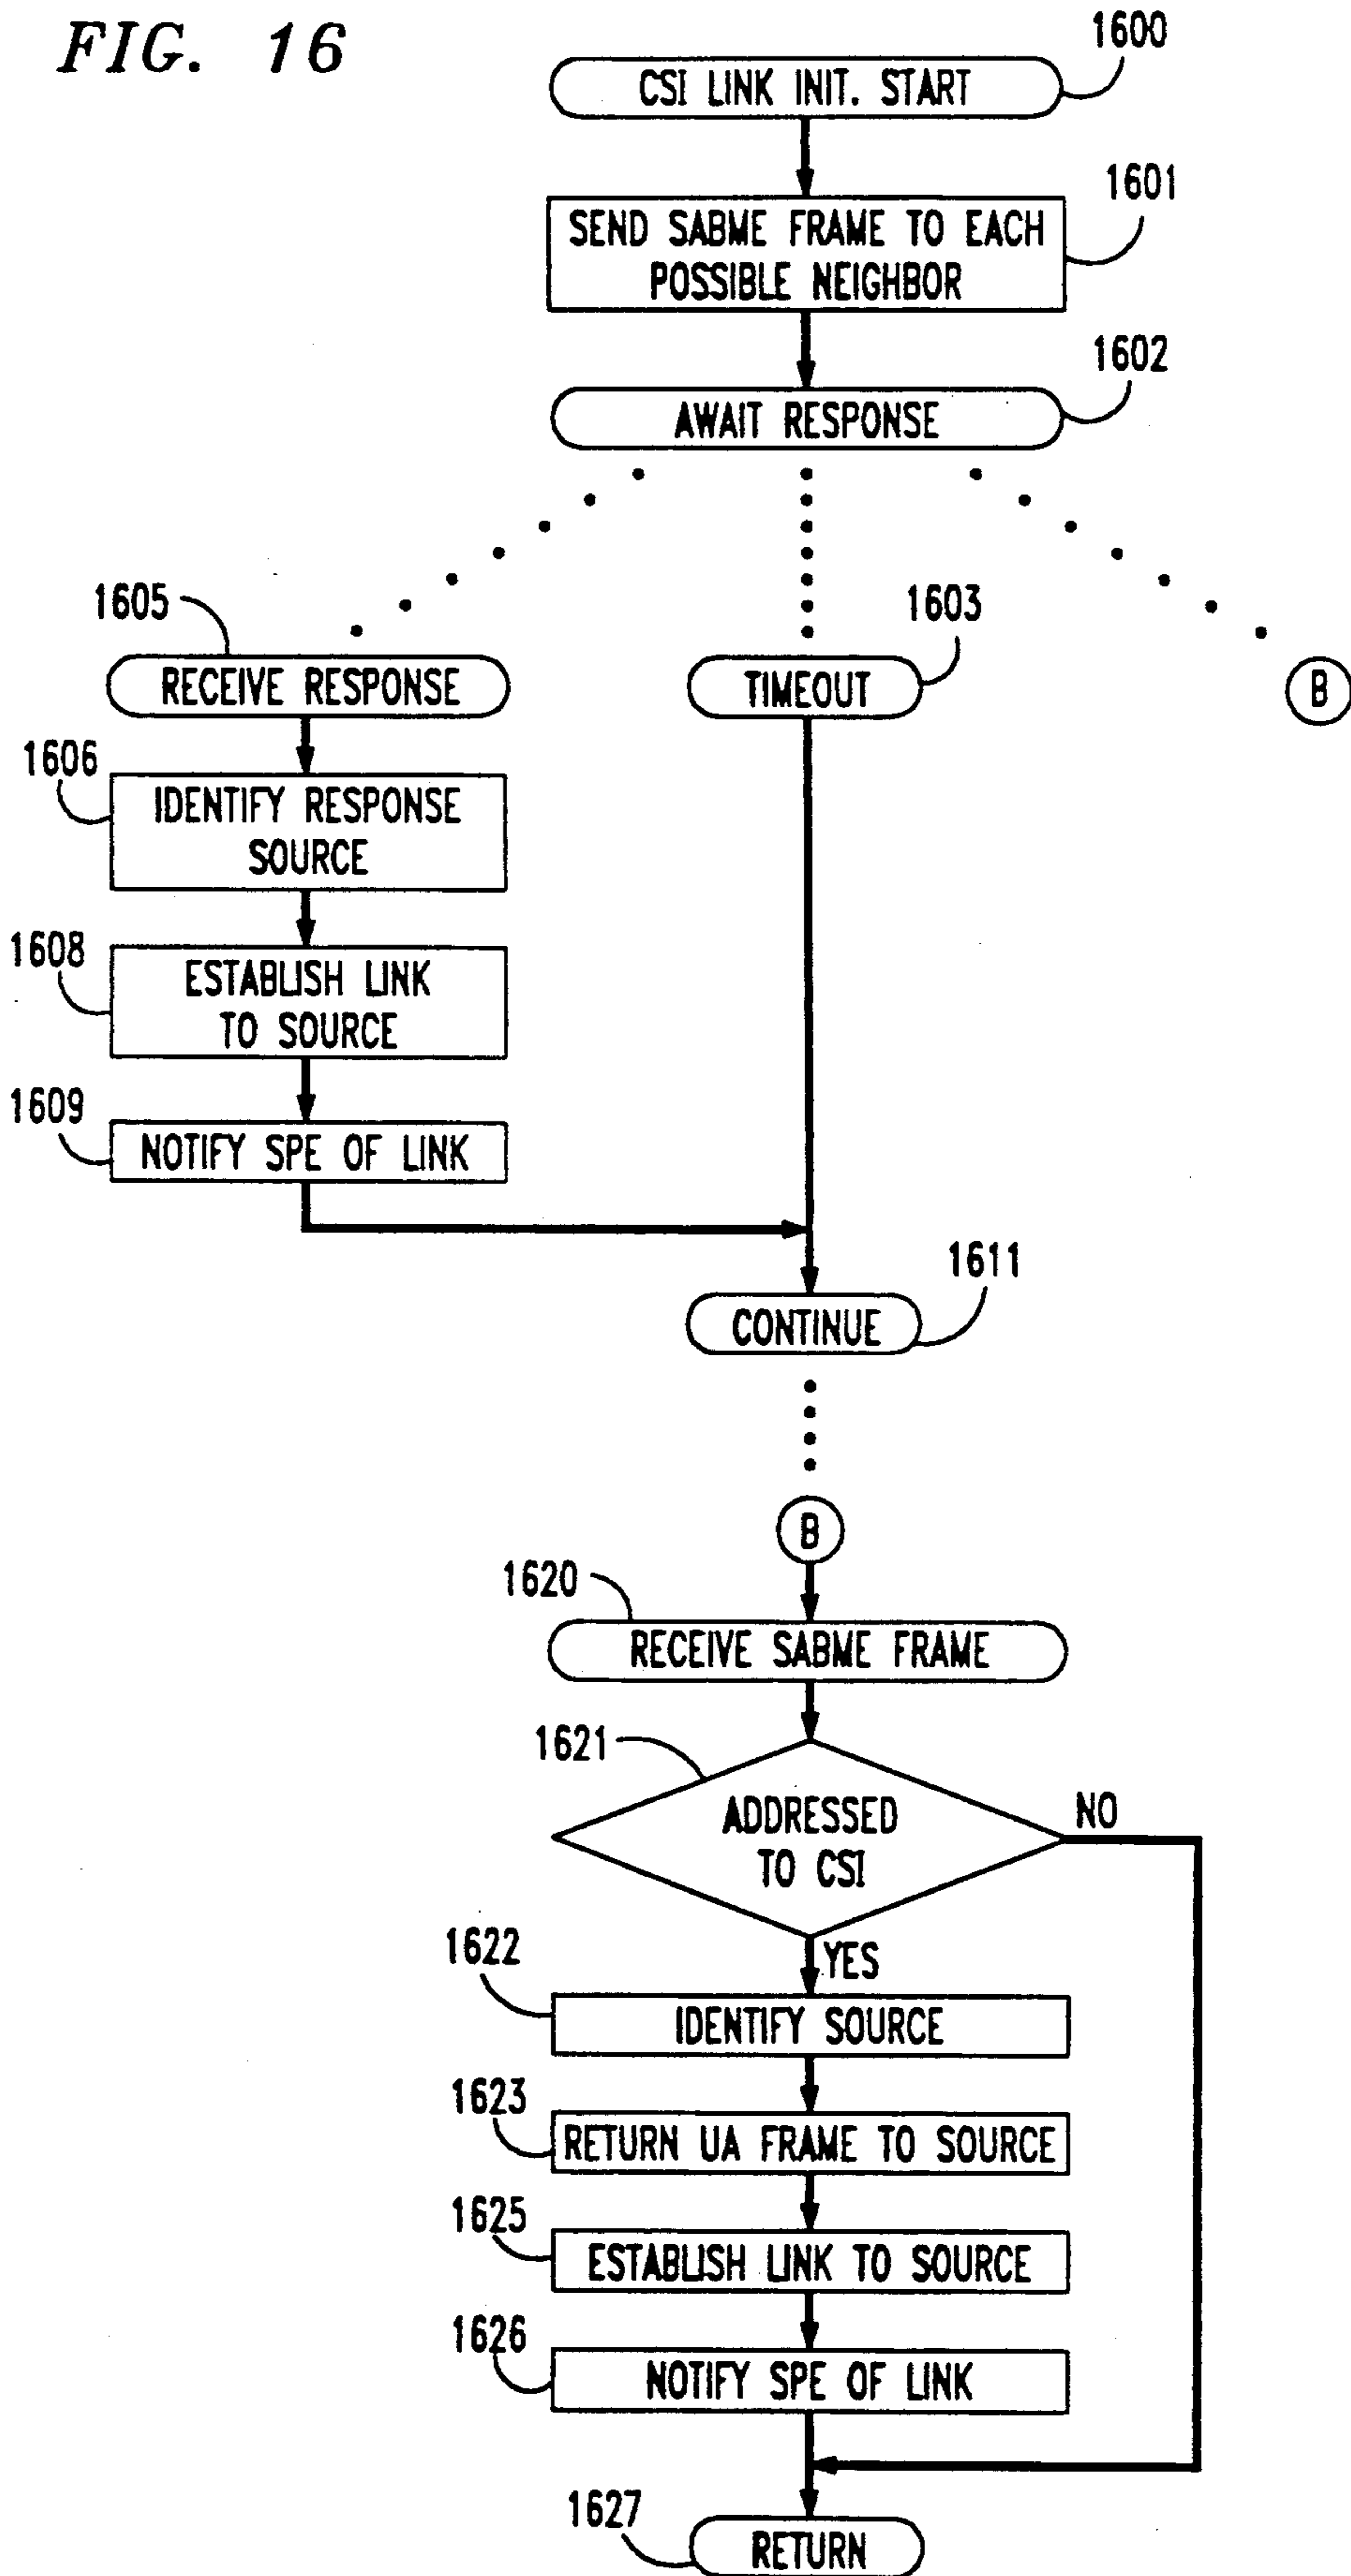 FIG. 16
1600
CSI LINK INIT. START
1601
SEND SABME FRAME TO EACH
POSSIBLE NEIGHBOR
1602
AWAIT RESPONSE
1605
RECEIVE RESPONSE
1603
TIMEOUT
B
1606
IDENTIFY RESPONSE
SOURCE
1608
ESTABLISH LINK
TO SOURCE
1609
NOTIFY SPE OF LINK
1611
CONTINUE
B
1620
RECEIVE SABME FRAME
1621
ADDRESSED
TO CSI
NO
YES
1622
IDENTIFY SOURCE
1623
RETURN UA FRAME TO SOURCE
1625
ESTABLISH LINK TO SOURCE
1626
NOTIFY SPE OF LINK
1627
RETURN